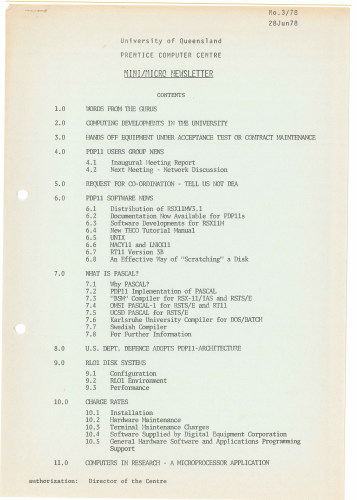 No.3/78
28Jun78
University of Queensland
PRENTICE COMPUTER CENTRE
MINI/MICRO NEWSLETTER
CONTENTS
1.0 WORDS FROM THE GURUS
2.0 COMPUTING DEVELOPMENTS IN THE UNIVERSITY
3.0 HANDS OFF EQUIPMENT UNDER ACCEPTANCE TEST OR CONTRACT MAINTENANCE
4.0 PDP11 USERS GROUP NEWS
4.1 Inaugural Meeting Report
4.2 Next Meeting - Network Discussion
5.0 REQUEST FOR CO-ORDINATION - TELL US NOT DEA
6.0 PDP11 SOFTWARE NEWS
6.1 Distribution of RSX11MV3.1
6.2 Documentation Now Available for PDP11s
6.3 Software Developments for RSX11M
6.4 New TECO Tutorial Manual
6.5 UNIX
6.6 MACY11 and LNKX11
6.7 RT11 Version 3B
6.8 An Effective Way of "Scratching" a Disk
7.0 WHAT IS PASCAL?
7.1 Why PASCAL?
7.2 PDP11 Implementation of PASCAL
7.3 "BSM" Compiler for RSX-11/IAS and RSTS/E
7.4 OMSI PASCAL-1 for RSTS/E and RT11
7.5 UCSD PASCAL for RSTS/E
7.6 Karlsruhe University Compiler for DOS/BATCH
7.7 Swedish Compiler
7.8 For Further Information
8.0 U.S. DEPT. DEFENCE ADOPTS PDP11-ARCHITECTURE
9.0 RL01 DISK SYSTEMS
9.1 Configuration
9.2 RL01 Environment
9.3 Performance
10.0 CHARGE RATES
10.1 Installation
10.2 Hardware Maintenance
10.3 Terminal Maintenance Charges
10.4 Software Supplied by Digital Equipment Corporation
10.5 General Hardware Software and Applications Programming
Support
11.0 COMPUTERS IN RESEARCH - A MICROPROCESSOR APPLICATION
authorization: Director of the Centre